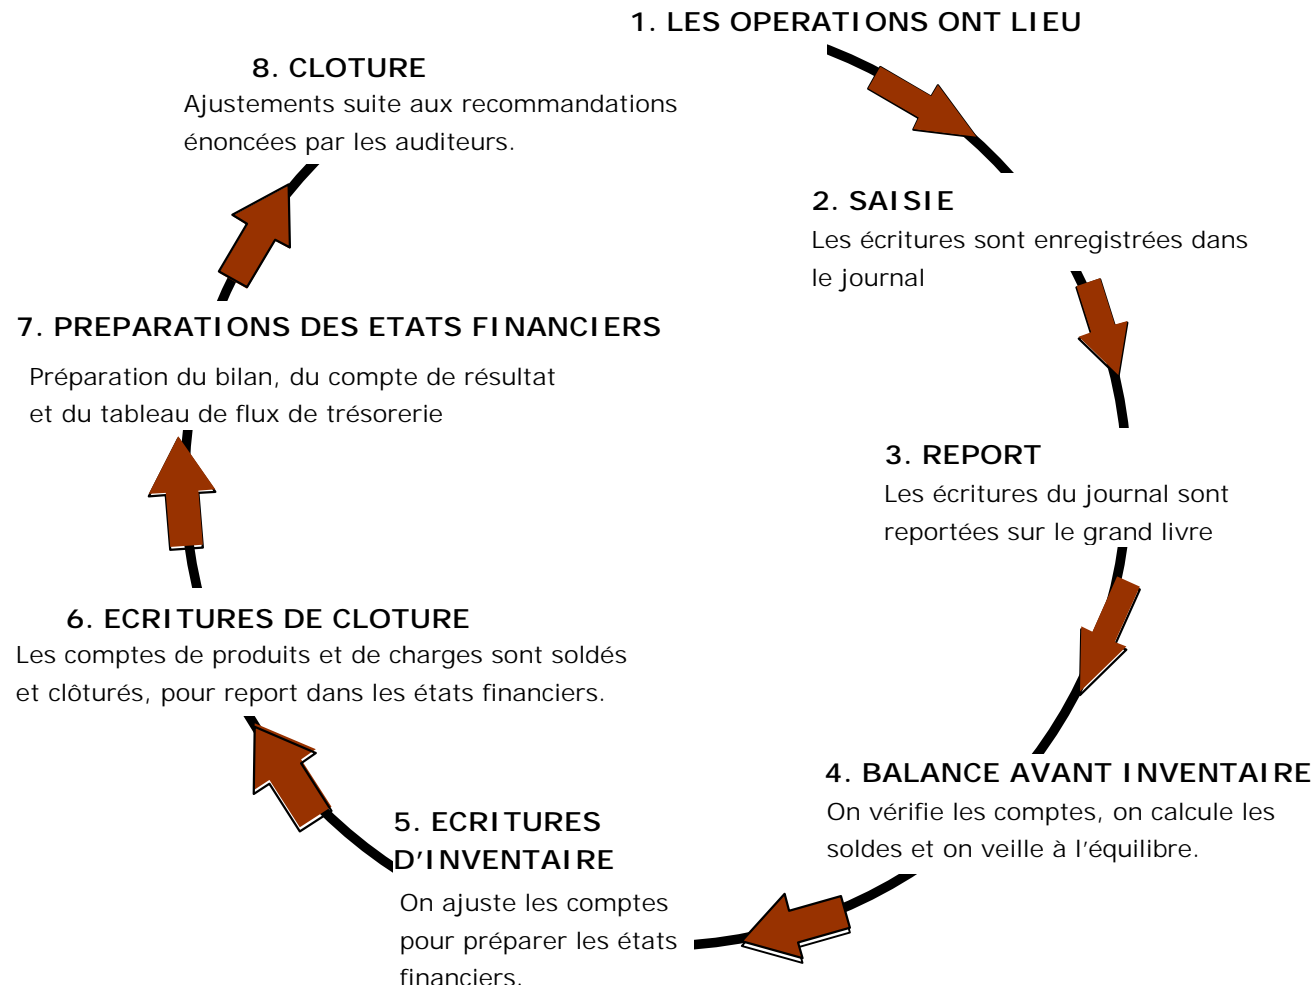 1. LES OPERATIONS ONT LIEU
2. SAISIE
Les écritures sont enregistrées dans
le journal
3. REPORT
Les écritures du journal sont
reportées sur le grand livre
4. BALANCE AVANT INVENTAIRE
On vérifie les comptes, on calcule les
soldes et on veille à l’équilibre.
5. ECRITURES
D’INVENTAIRE
On ajuste les comptes
pour préparer les états
financiers.
6. ECRITURES DE CLOTURE
Les comptes de produits et de charges sont soldés
et clôturés, pour report dans les états financiers.
7. PREPARATIONS DES ETATS FINANCIERS
Préparation du bilan, du compte de résultat
et du tableau de flux de trésorerie
8. CLOTURE
Ajustements suite aux recommandations
énoncées par les auditeurs.